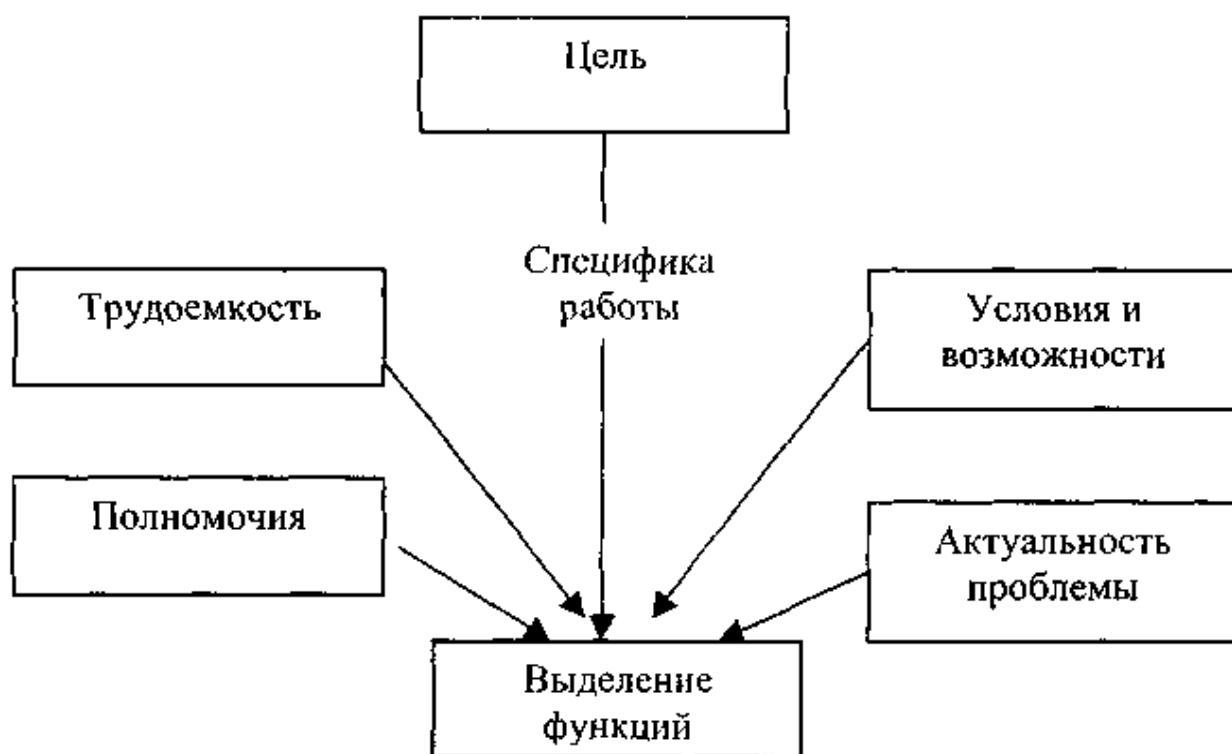 Цель
Специфика
работы
Трудоемкость
Условия и
возможности
Полномочия
Актуальность
проблемы
Выделение
функций